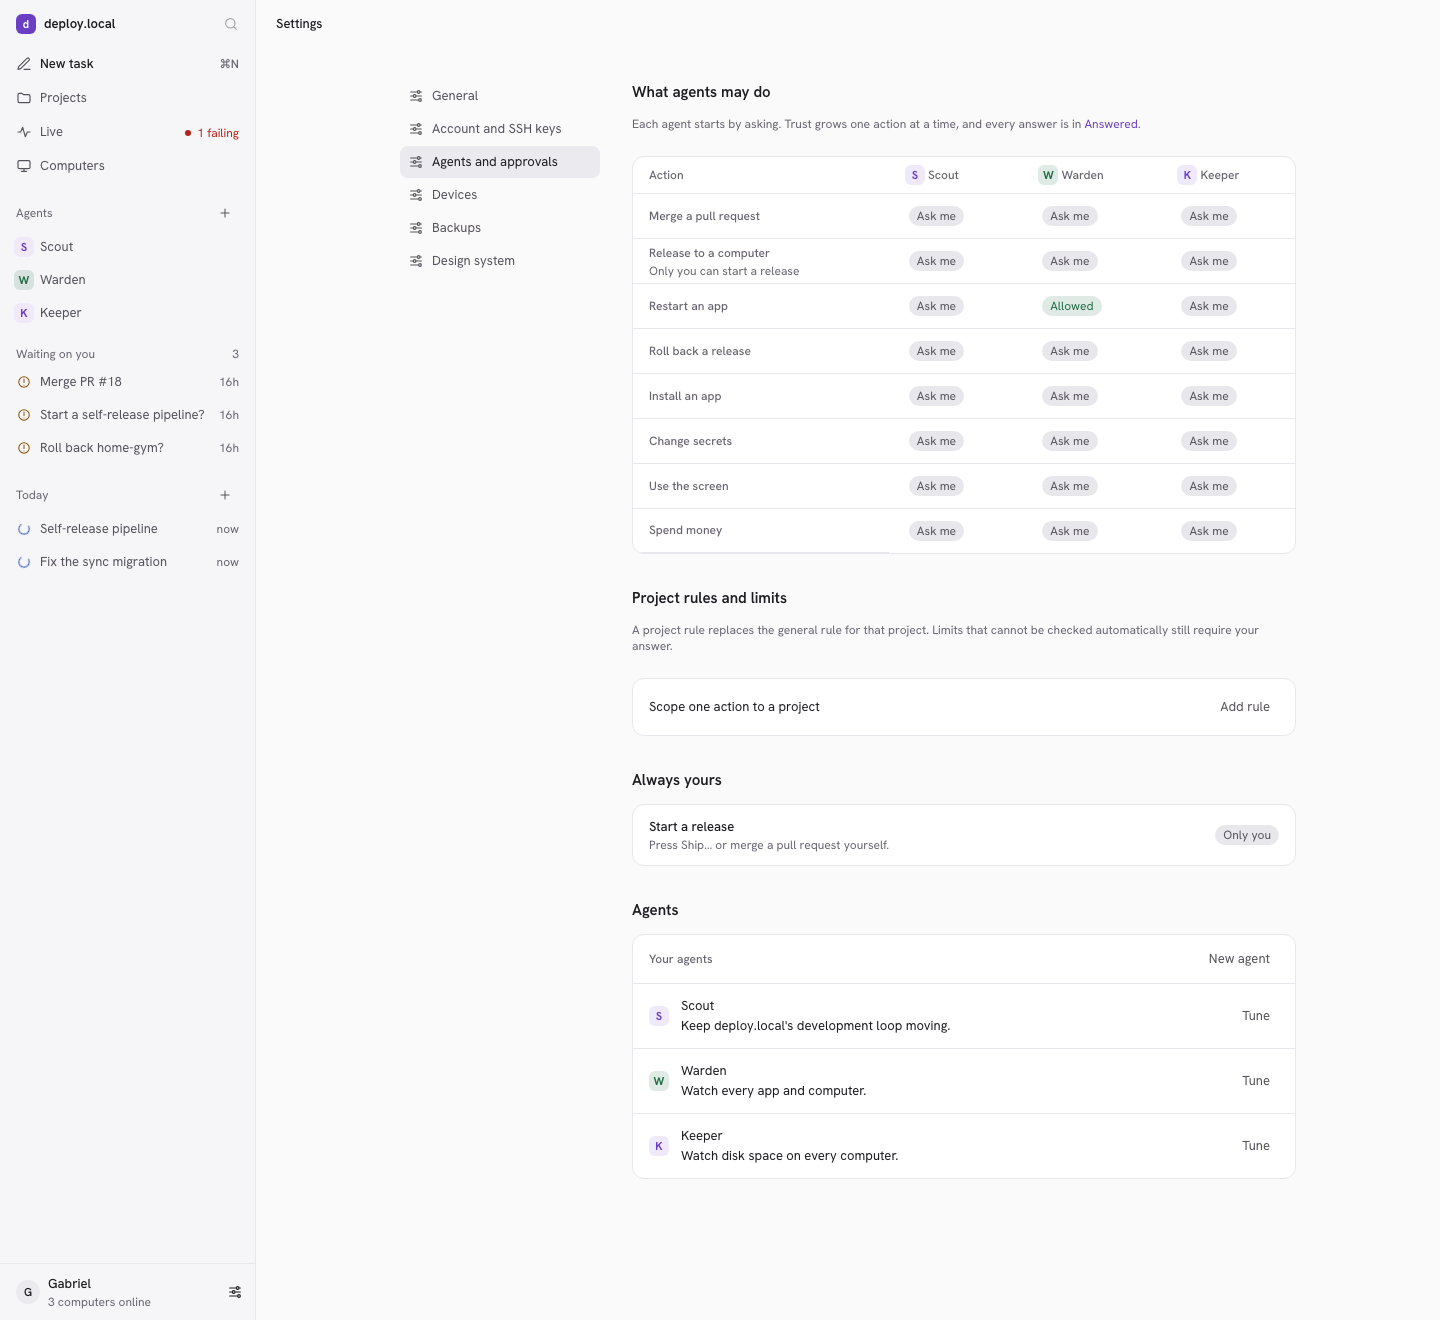 d deploy.local
New task ⌘N
Projects
Live 1 failing
Computers
Agents
S Scout
W Warden
K Keeper
Waiting on you 3
Merge PR #18 16h
Start a self-release pipeline? 16h
Roll back home-gym? 16h
Today
Self-release pipeline now
Fix the sync migration now
G Gabriel
3 computers online
Settings
General
Account and SSH keys
Agents and approvals
Devices
Backups
Design system
What agents may do
Each agent starts by asking. Trust grows one action at a time, and every answer is in Answered.
Action S Scout W Warden K Keeper
Merge a pull request Ask me Ask me Ask me
Release to a computer Ask me Ask me Ask me
Only you can start a release
Restart an app Ask me Allowed Ask me
Roll back a release Ask me Ask me Ask me
Install an app Ask me Ask me Ask me
Change secrets Ask me Ask me Ask me
Use the screen Ask me Ask me Ask me
Spend money Ask me Ask me Ask me
Project rules and limits
A project rule replaces the general rule for that project. Limits that cannot be checked automatically still require your
answer.
Scope one action to a project Add rule
Always yours
Start a release Only you
Press Ship... or merge a pull request yourself.
Agents
Your agents New agent
S Scout Tune
Keep deploy.local's development loop moving.
W Warden Tune
Watch every app and computer.
K Keeper Tune
Watch disk space on every computer.